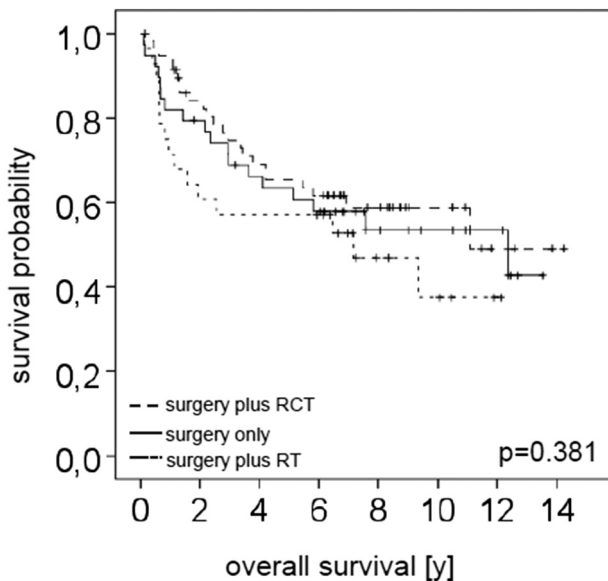 survival probability
1,0
0,8
0,6
0,4
0,2
0,0
surgery plus RCT
surgery only
surgery plus RT
p=0.381
0 2 4 6 8 10 12 14
overall survival [y]